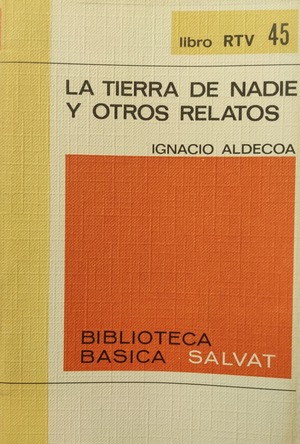 libro RTV 45
LA TIERRA DE NADIE
Y OTROS RELATOS
IGNACIO ALDECOA
BIBLIOTECA
BASICA SALVAT